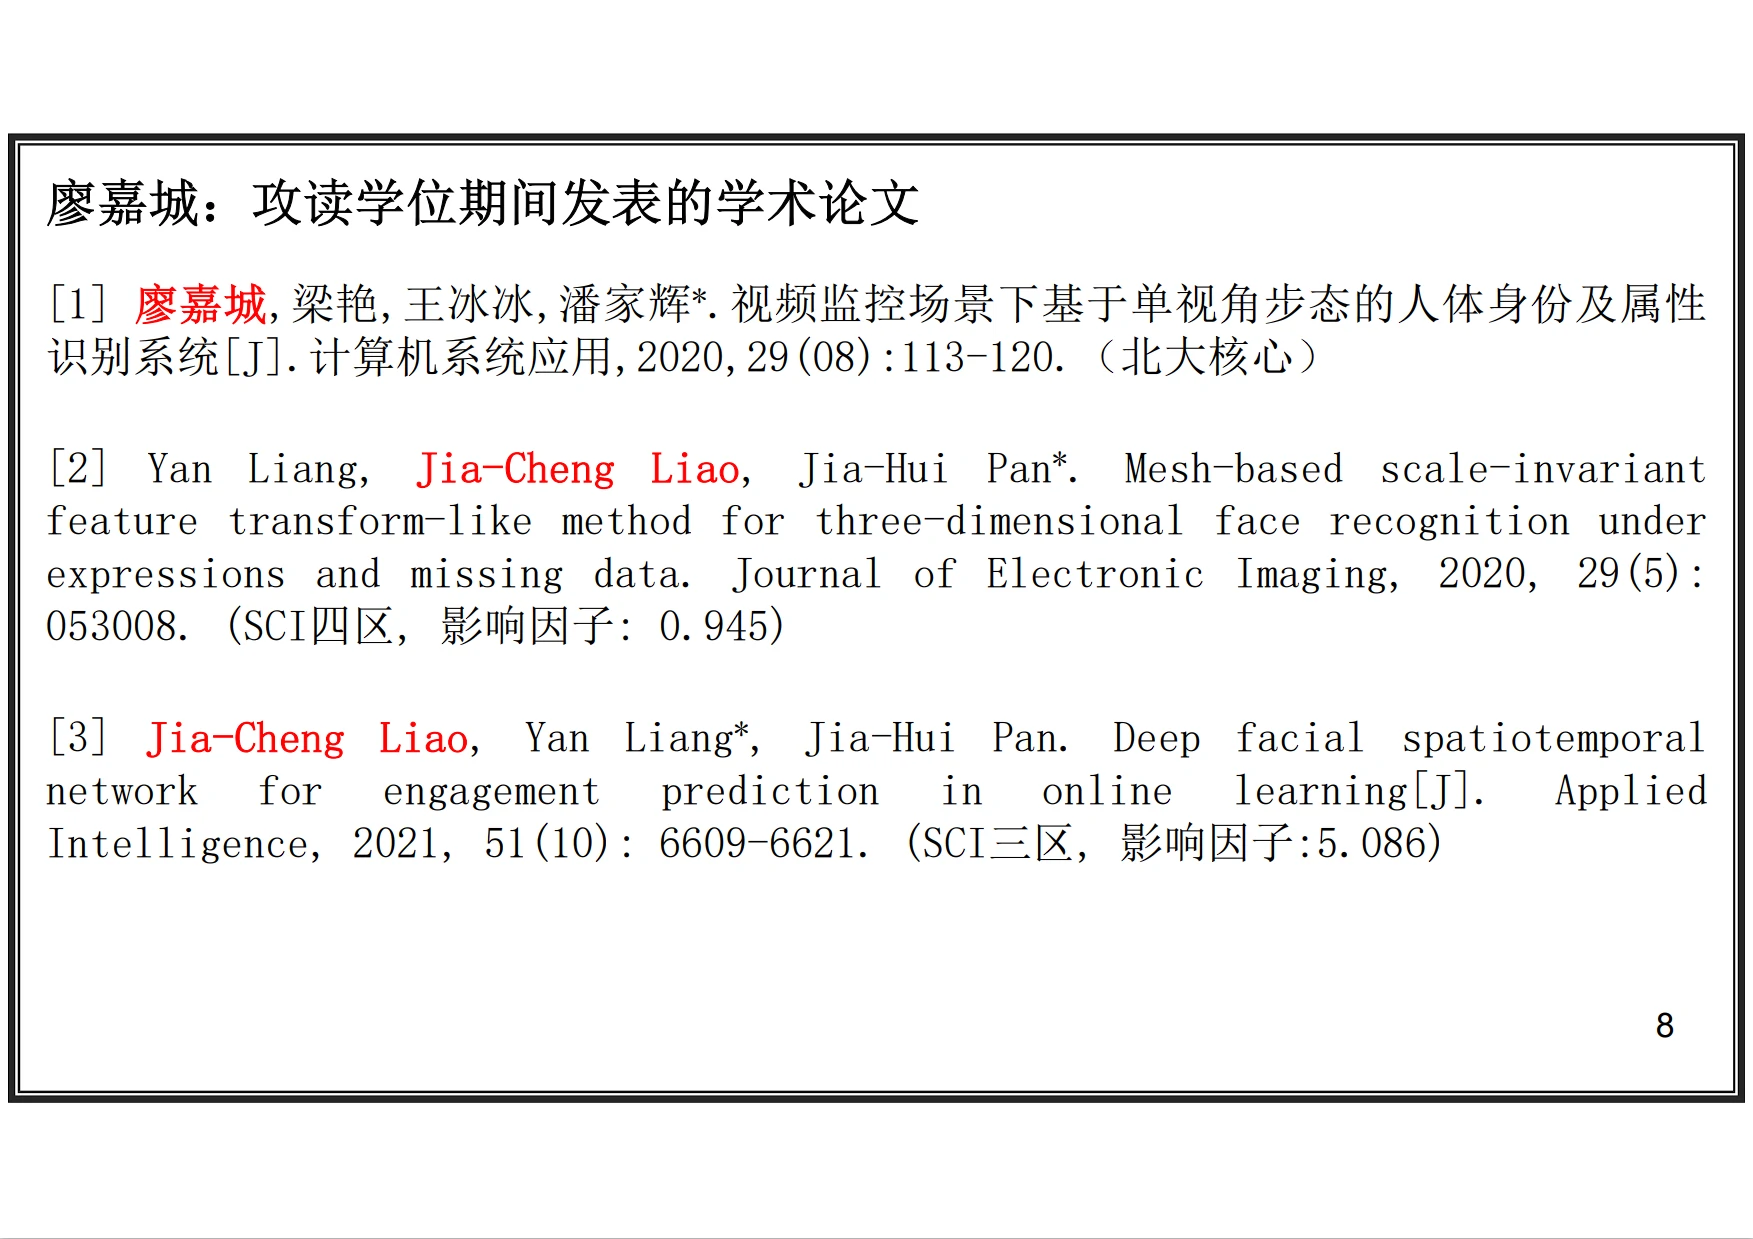 廖嘉城：攻读学位期间发表的学术论文
[1] 廖嘉城,梁艳,王冰冰,潘家辉*.视频监控场景下基于单视角步态的人体身份及属性
识别系统[J].计算机系统应用,2020,29(08):113-120.（北大核心）
[2] Yan Liang, Jia-Cheng Liao, Jia-Hui Pan*. Mesh-based scale-invariant
feature transform-like method for three-dimensional face recognition under
expressions and missing data. Journal of Electronic Imaging, 2020, 29(5):
053008. (SCI四区, 影响因子: 0.945)
[3] Jia-Cheng Liao, Yan Liang*, Jia-Hui Pan. Deep facial spatiotemporal
network for engagement prediction in online learning[J]. Applied
Intelligence, 2021, 51(10): 6609-6621. (SCI三区, 影响因子:5.086)
8